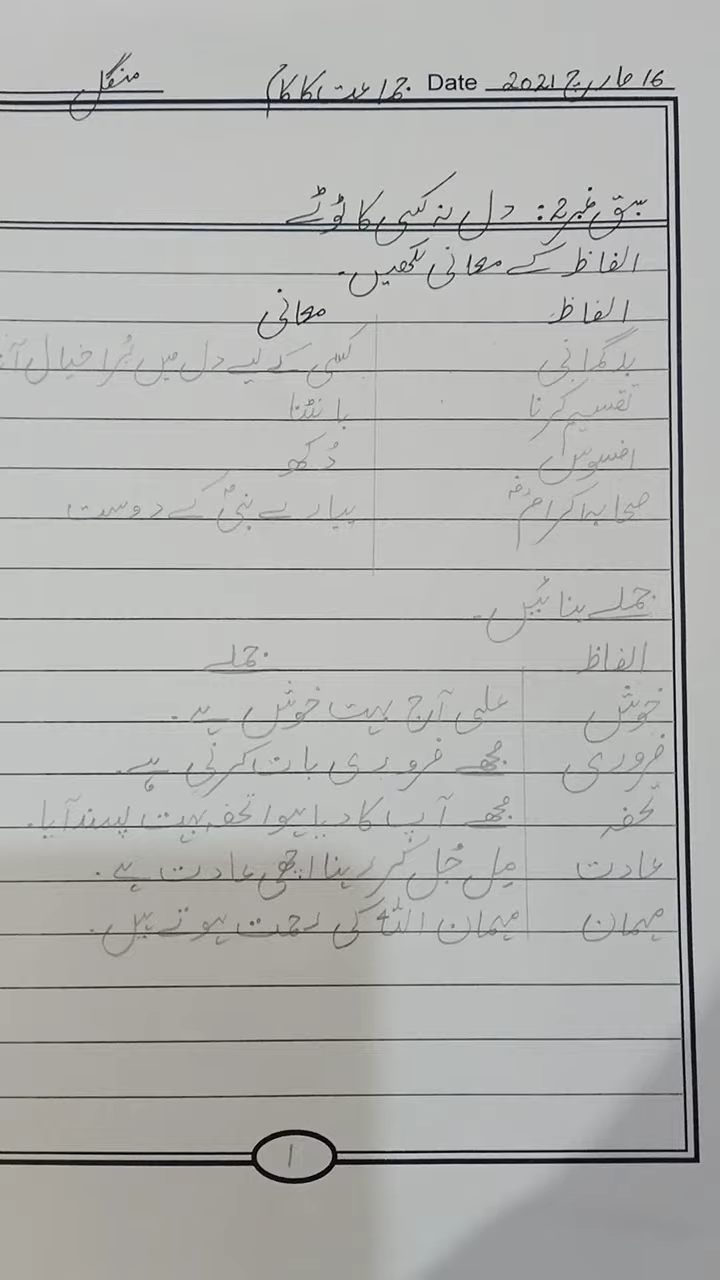 16 مارچ 2021 Date جماعت کا کام منگل
سبق نمبر 2: دل نہ کسی کا ٹوٹے
الفاظ کے معانی لکھیں۔
الفاظ معانی
بدگمانی کسی کے لیے دل میں بُرا خیال
تقسیم کرنا بانٹنا
افسوس دُکھ
صحابہ اکرامؓ پیارے نبیؐ کے دوست
جملے بنائیں۔
الفاظ جملے
خوش علی آج بہت خوش ہے۔
ضروری مجھے ضروری بات کرنی ہے۔
تحفہ مجھے آپ کا دیا ہوا تحفہ بہت پسند آیا۔
عادت مِل جُل کر رہنا اچھی عادت ہے۔
مہمان مہمان اللہ کی رحمت ہوتے ہیں۔
1